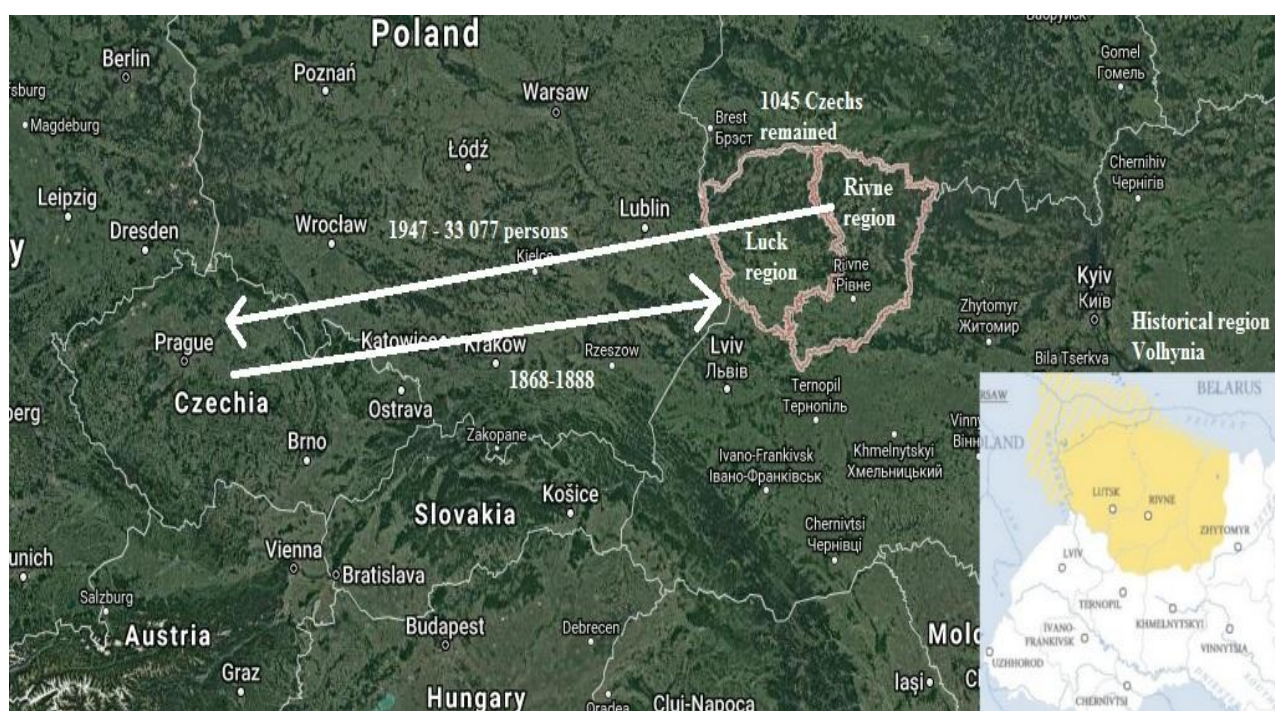 Poland
Berlin
Poznań
Warsaw
Magdeburg
Leipzig
Dresden
Łódź
Wrocław
Lublin
Kielce
Brest
Брэст
1045 Czechs
remained
Gomel
Гомель
Chernihiv
Чернігів
1947 - 33 077 persons
Rivne
region
Luck
region
Rivne
Рівне
Kyiv
Київ
Zhytomyr
Житомир
Bila Tserkva
Historical region
Volhynia
Prague
Czechia
Katowice
Kraków
Rzeszow
1868-1888
Ostrava
Brno
Zakopane
Lviv
Львів
Ternopil
Тернопіль
Ivano-Frankivsk
Івано-Франківськ
Khmelnytskyi
Хмельницький
Chernivtsi
Чернівці
Slovakia
Košice
Vienna
Bratislava
Salzburg
Austria
Graz
Budapest
Debrecen
Hungary
Oradea
Cluj-Napoca
Iași
BELARUS
LUTSK
RIVNE
ZHYTOMYR
LVIV
TERNOPIL
KHMELNYTSKYI
IVANO-
FRANKIVSK
VINNYTSIA
UZHHOROD
CHERNIVTSI